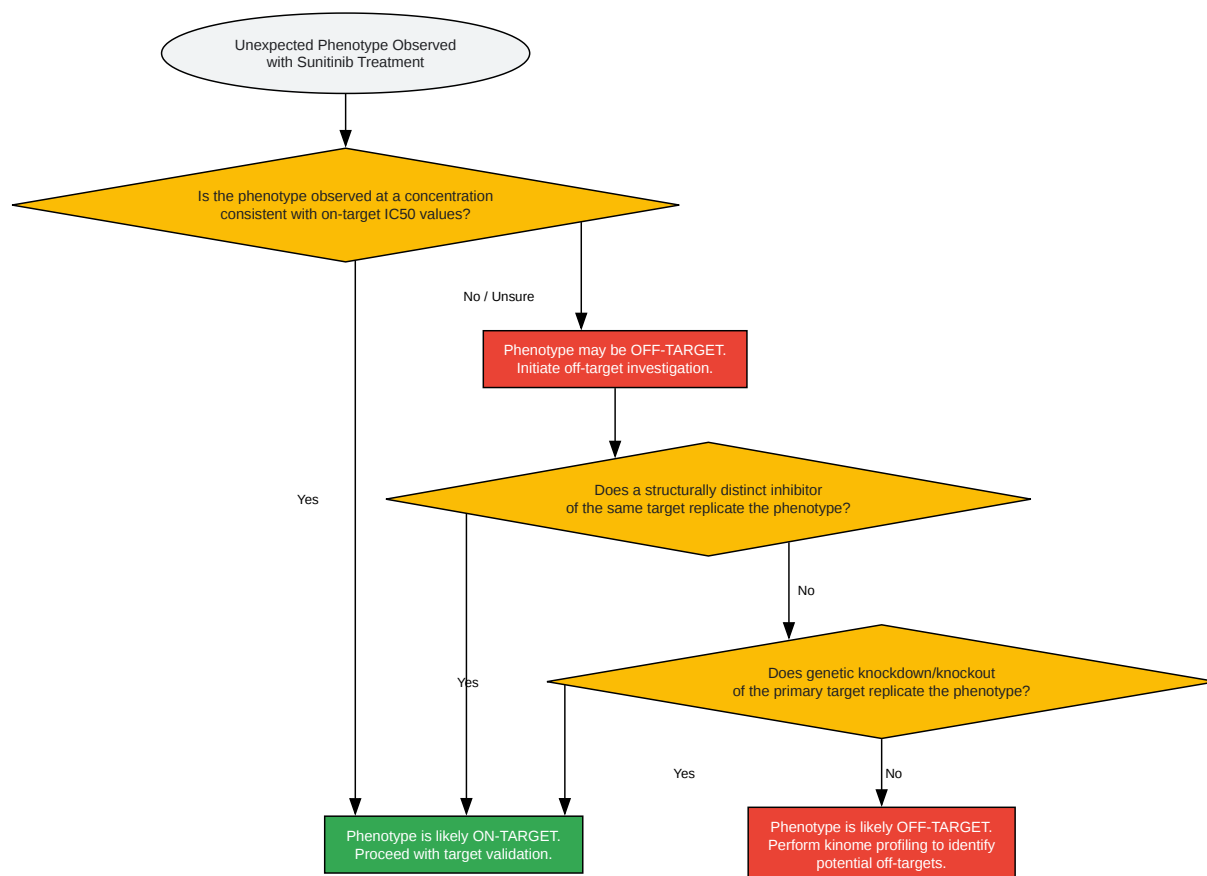 Unexpected Phenotype Observed
with Sunitinib Treatment
Is the phenotype observed at a concentration
consistent with on-target IC50 values?
No / Unsure
Phenotype may be OFF-TARGET.
Initiate off-target investigation.
Yes
Does a structurally distinct inhibitor
of the same target replicate the phenotype?
No
Yes
Does genetic knockdown/knockout
of the primary target replicate the phenotype?
Yes
No
Phenotype is likely ON-TARGET.
Proceed with target validation.
Phenotype is likely OFF-TARGET.
Perform kinome profiling to identify
potential off-targets.